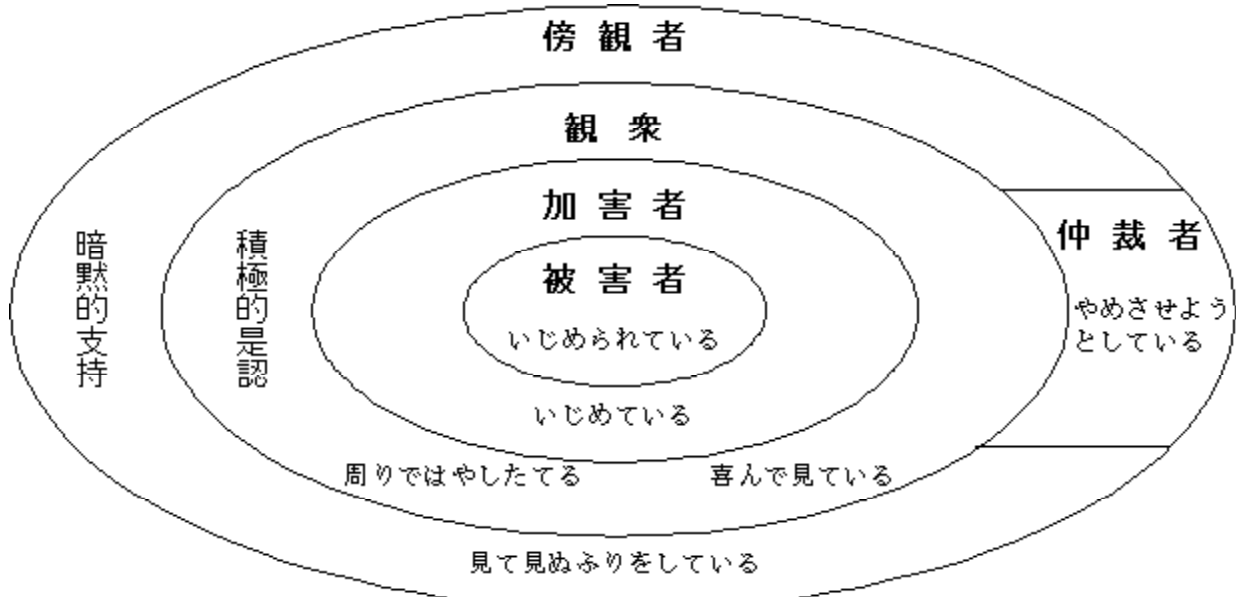 傍観者
観衆
加害者
被害者
いじめられている
いじめている
周りではやしたてる
喜んで見ている
見て見ぬふりをしている
暗黙的支持
積極的是認
仲裁者
やめさせよう
としている